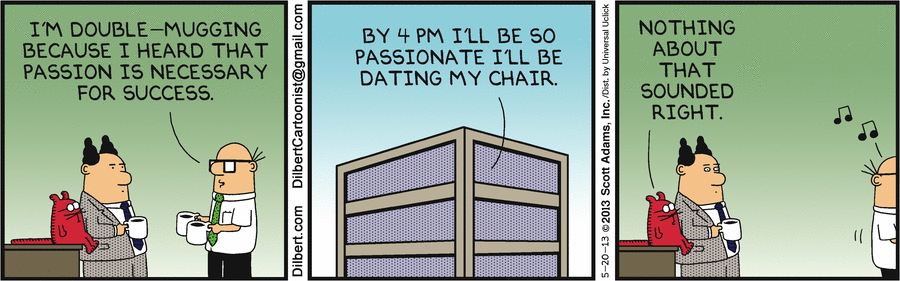 I'M DOUBLE-MUGGING
BECAUSE I HEARD THAT
PASSION IS NECESSARY
FOR SUCCESS.
Dilbert.com DilbertCartoonist@gmail.com
BY 4 PM I'LL BE SO
PASSIONATE I'LL BE
DATING MY CHAIR.
5-20-13 © 2013 Scott Adams, Inc. /Dist. by Universal Uclick
NOTHING
ABOUT
THAT
SOUNDED
RIGHT.